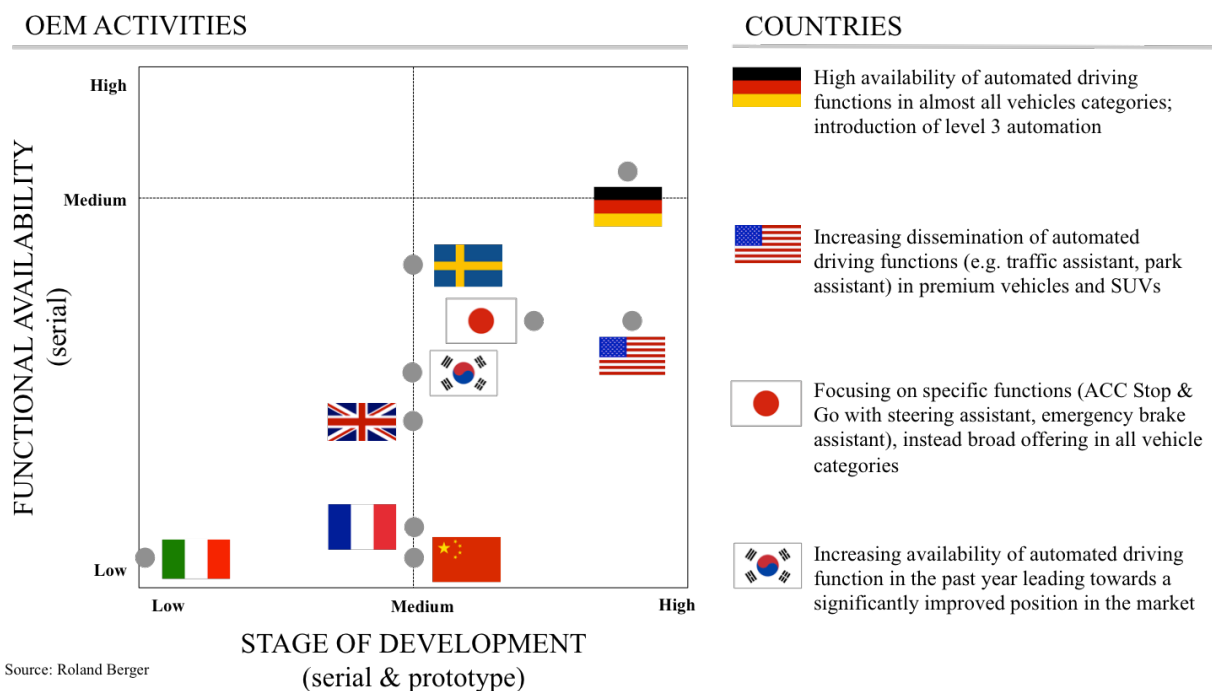 OEM ACTIVITIES
High
Medium
Low
FUNCTIONAL AVAILABILITY
(serial)
Low
Medium
High
STAGE OF DEVELOPMENT
(serial & prototype)
Source: Roland Berger
COUNTRIES
High availability of automated driving
functions in almost all vehicles categories;
introduction of level 3 automation
Increasing dissemination of automated
driving functions (e.g. traffic assistant, park
assistant) in premium vehicles and SUVs
Focusing on specific functions (ACC Stop &
Go with steering assistant, emergency brake
assistant), instead broad offering in all vehicle
categories
Increasing availability of automated driving
function in the past year leading towards a
significantly improved position in the market